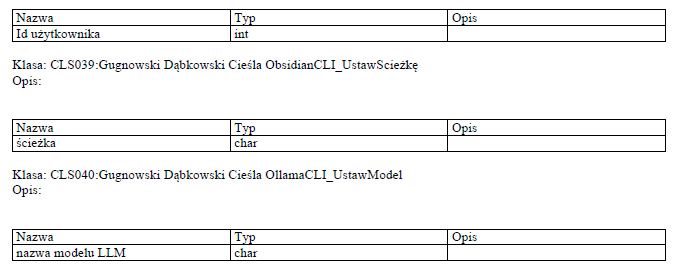 Nazwa Typ Opis
Id użytkownika int
Klasa: CLS039:Gugnowski Dąbkowski Cieśla ObsidianCLI_UstawScieżkę
Opis:
Nazwa Typ Opis
ścieżka char
Klasa: CLS040:Gugnowski Dąbkowski Cieśla OllamaCLI_UstawModel
Opis:
Nazwa Typ Opis
nazwa modelu LLM char